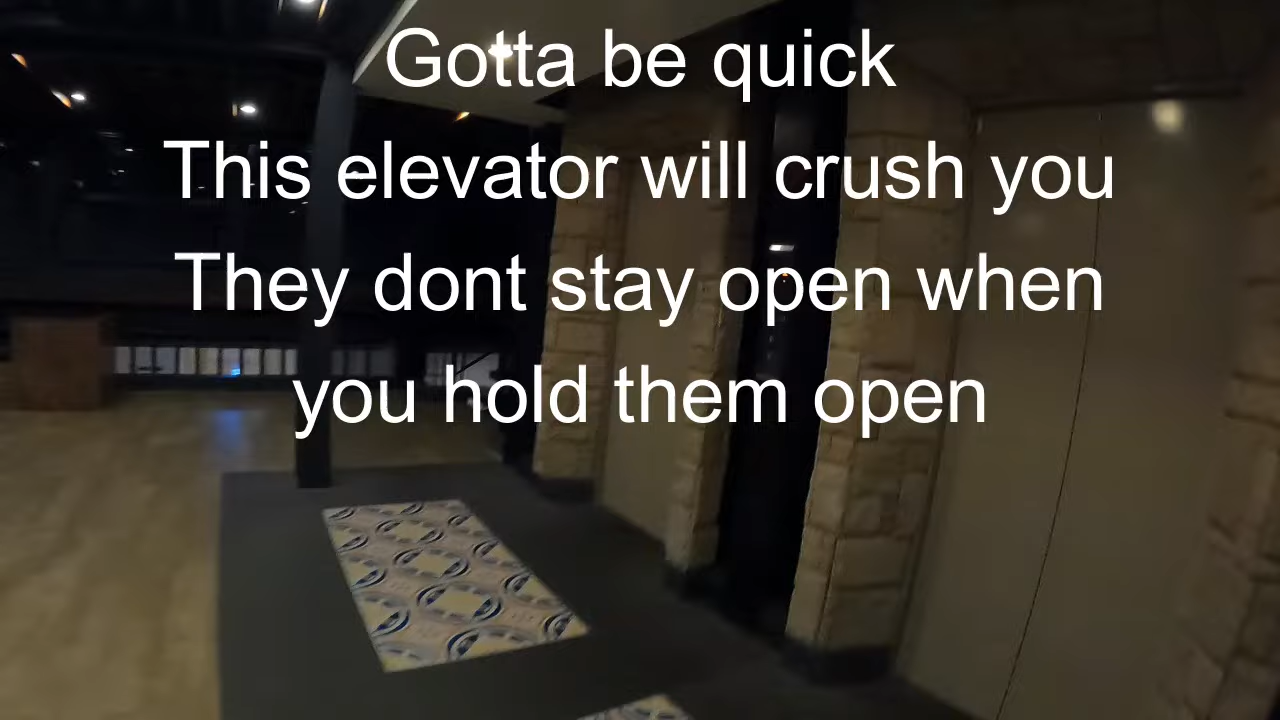 Gotta be quick
This elevator will crush you
They dont stay open when
you hold them open